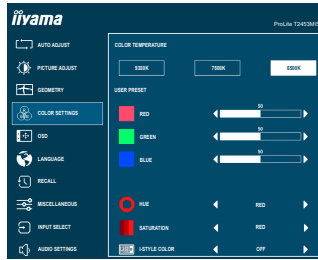 iiyama
ProLite T2453MIS
AUTO ADJUST
PICTURE ADJUST
GEOMETRY
COLOR SETTINGS
OSD
LANGUAGE
RECALL
MISCELLANEOUS
INPUT SELECT
AUDIO SETTINGS
COLOR TEMPERATURE
9300K
7500K
6500K
USER PRESET
RED
50
GREEN
50
BLUE
50
HUE
RED
SATURATION
RED
I-STYLE COLOR
OFF